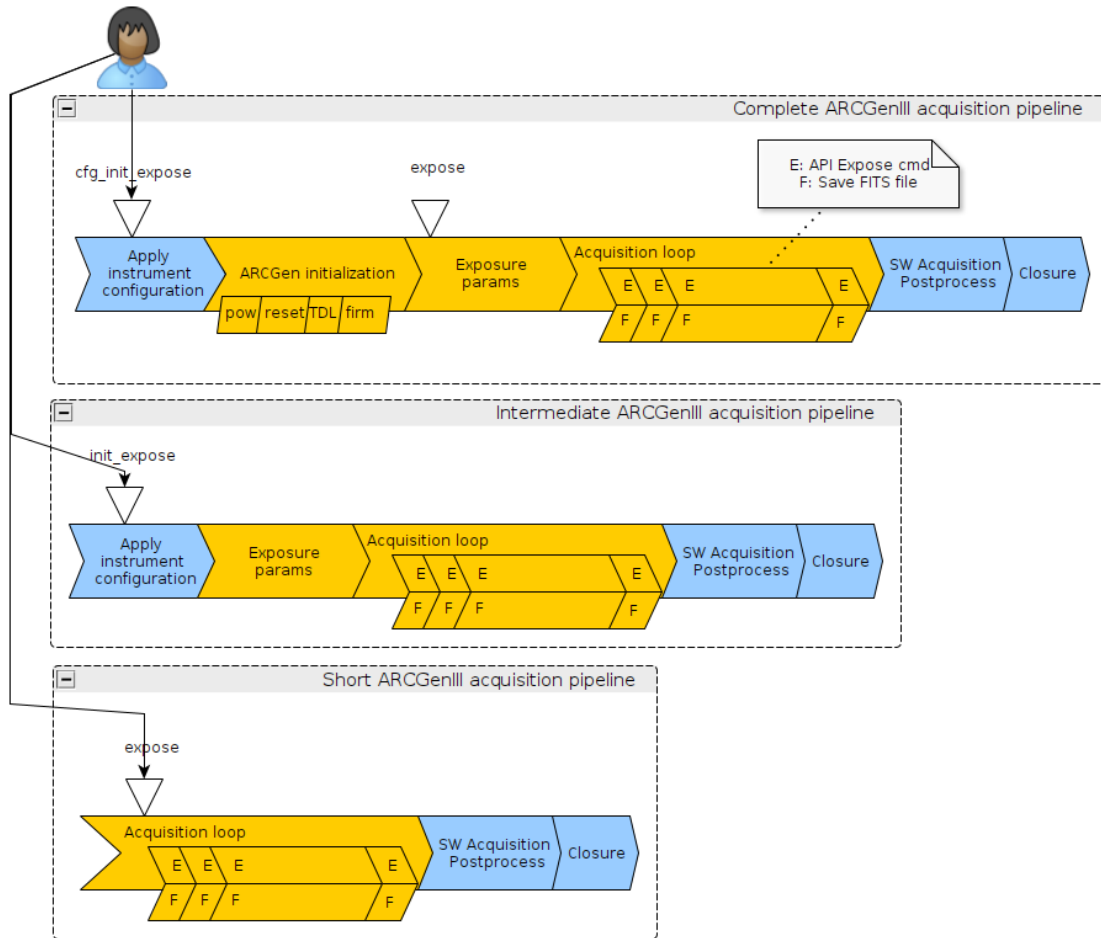 Complete ARCGenIII acquisition pipeline
cfg_init_expose
expose
E: API Expose cmd
F: Save FITS file
Apply
instrument
configuration
ARCGen initialization
pow
reset
TDL
firm
Exposure
params
Acquisition loop
E E E E
F F F F
SW Acquisition
Postprocess
Closure
Intermediate ARCGenIII acquisition pipeline
init_expose
Apply
instrument
configuration
Exposure
params
Acquisition loop
E E E E
F F F F
SW Acquisition
Postprocess
Closure
Short ARCGenIII acquisition pipeline
expose
Acquisition loop
E E E E
F F F F
SW Acquisition
Postprocess
Closure